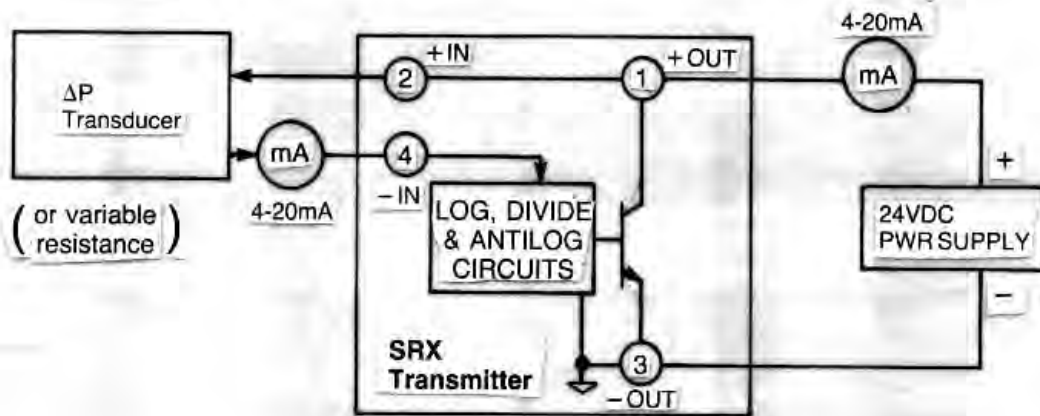 4-20mA
+ IN
+ OUT
2
1
mA
ΔP
Transducer
mA
4
- IN
4-20mA
(or variable
resistance)
LOG, DIVIDE
& ANTILOG
CIRCUITS
+
24VDC
PWR SUPPLY
-
SRX
Transmitter
3
- OUT